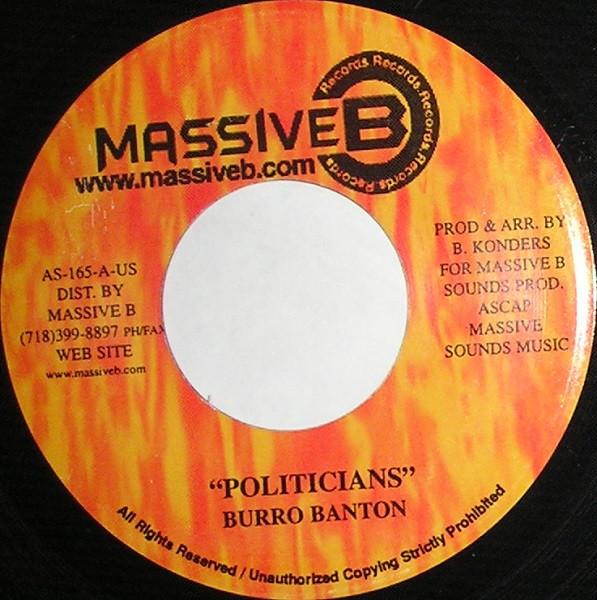 Records.Records.Records.Records.Records
MASSIVE B
www.massiveb.com
AS-165-A-US
DIST. BY
MASSIVE B
(718)399-8897 PH/FAX
WEB SITE
www.massiveb.com
PROD & ARR. BY
B. KONDERS
FOR MASSIVE B
SOUNDS PROD.
ASCAP
MASSIVE
SOUNDS MUSIC
“POLITICIANS”
BURRO BANTON
All Rights Reserved / Unauthorized Copying Strictly Prohibited